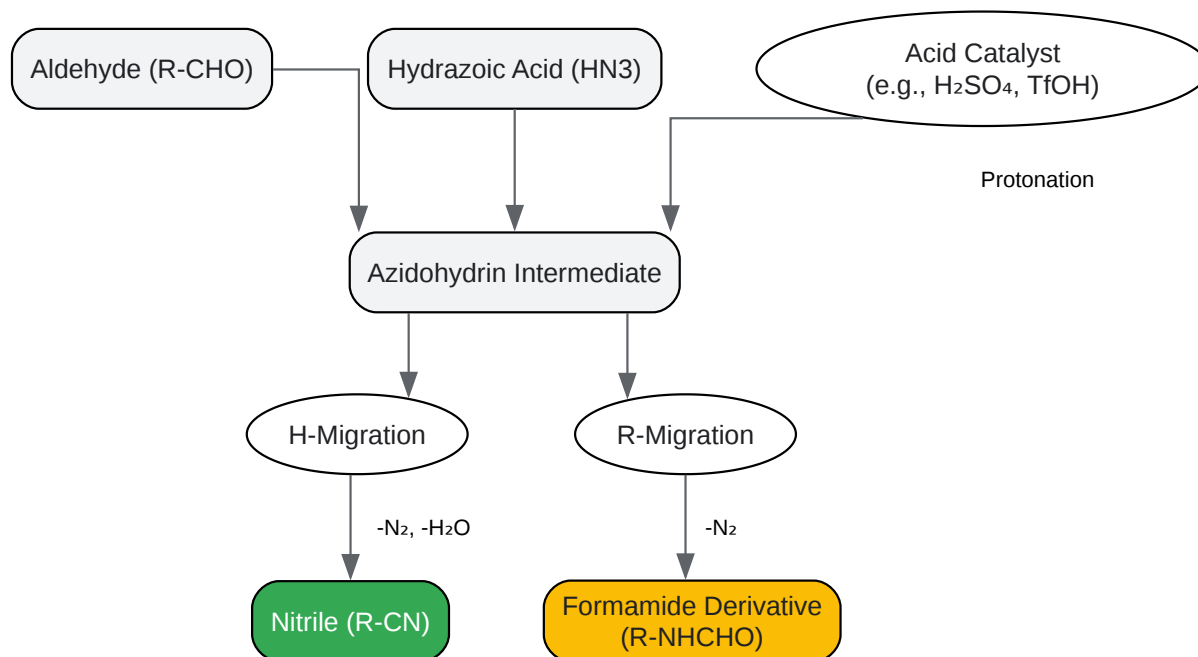 Aldehyde (R-CHO)
Hydrazoic Acid (HN3)
Acid Catalyst
(e.g., H₂SO₄, TfOH)
Protonation
Azidohydrin Intermediate
H-Migration
R-Migration
-N₂, -H₂O
-N₂
Nitrile (R-CN)
Formamide Derivative
(R-NHCHO)